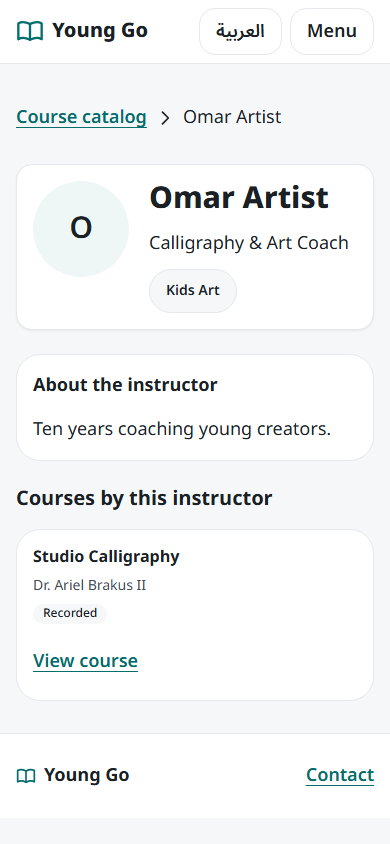 Young Go
العربية
Menu
Course catalog > Omar Artist
O
Omar Artist
Calligraphy & Art Coach
Kids Art
About the instructor
Ten years coaching young creators.
Courses by this instructor
Studio Calligraphy
Dr. Ariel Brakus II
Recorded
View course
Young Go
Contact